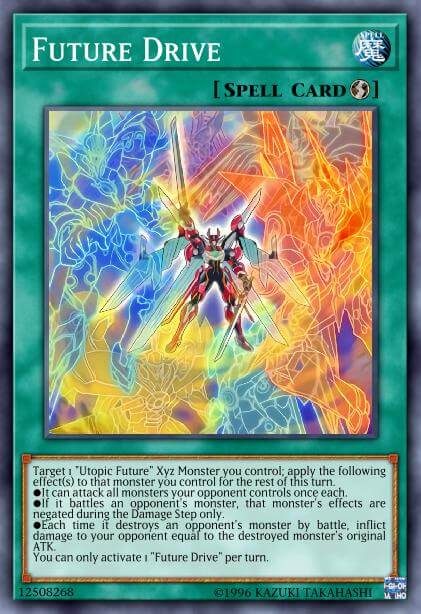 FUTURE DRIVE
SPELL
魔
[SPELL CARD]
Target 1 "Utopic Future" Xyz Monster you control; apply the following
effect(s) to that monster you control for the rest of this turn.
●It can attack all monsters your opponent controls once each.
●If it battles an opponent's monster, that monster's effects are
negated during the Damage Step only.
●Each time it destroys an opponent's monster by battle, inflict
damage to your opponent equal to the destroyed monster's original
ATK.
You can only activate 1 "Future Drive" per turn.
12508268
©1996 KAZUKI TAKAHASHI